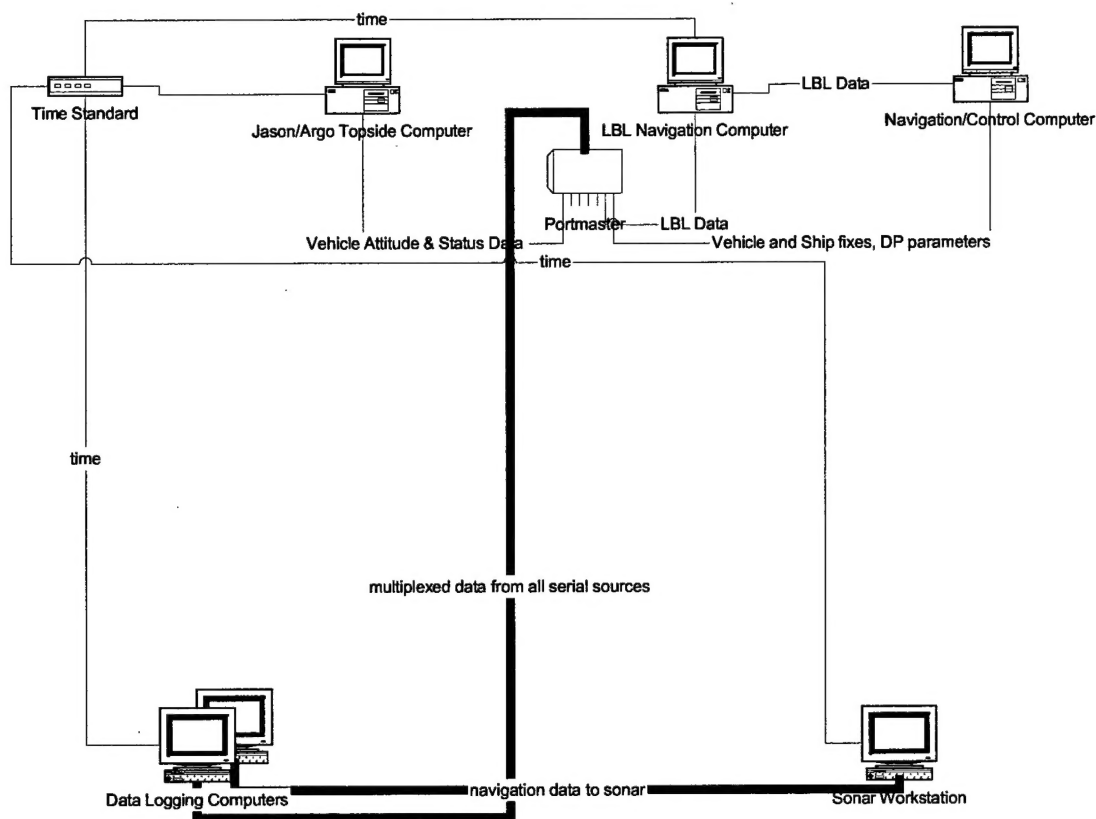 time
LBL Data
Time Standard
Jason/Argo Topside Computer
LBL Navigation Computer
Navigation/Control Computer
Portmaster
LBL Data
Vehicle Attitude & Status Data
Vehicle and Ship fixes, DP parameters
time
time
multiplexed data from all serial sources
navigation data to sonar
Data Logging Computers
Sonar Workstation